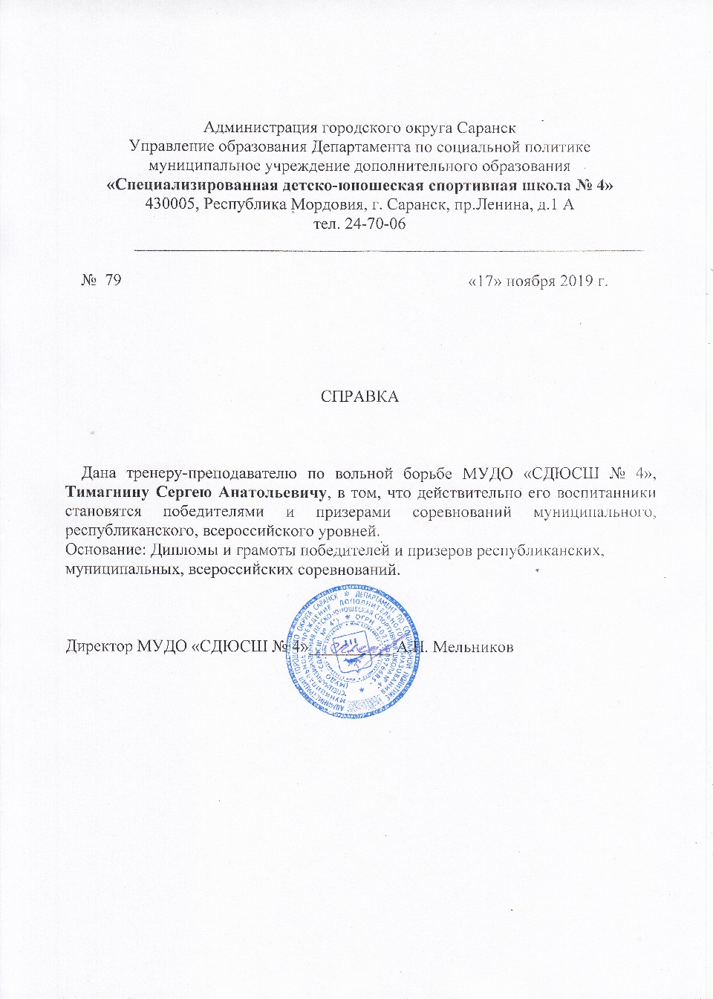 Администрация городского округа Саранск
Управление образования Департамента по социальной политике
муниципальное учреждение дополнительного образования
«Специализированная детско-юношеская спортивная школа № 4»
430005, Республика Мордовия, г. Саранск, пр.Ленина, д.1 А
тел. 24-70-06
№ 79 «17» ноября 2019 г.
СПРАВКА
Дана тренеру-преподавателю по вольной борьбе МУДО «СДЮСШ № 4»,
Тимагнину Сергею Анатольевичу, в том, что действительно его воспитанники
становятся победителями и призерами соревнований муниципального,
республиканского, всероссийского уровней.
Основание: Дипломы и грамоты победителей и призеров республиканских,
муниципальных, всероссийских соревнований.
Директор МУДО «СДЮСШ № 4» Мельников